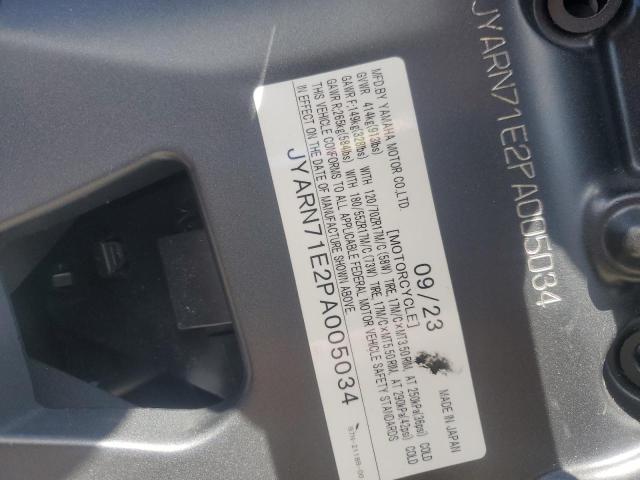 MFD.BY YAMAHA MOTOR CO.,LTD. 09/23 MADE IN JAPAN
GVWR 414kg(913lbs) [MOTORCYCLE]
GAWR F:149kg(328lbs) WITH 120/70ZR17M/C(58W) TIRE,17M/C×MT3.50 RIM, AT 250kPa(36psi) COLD
GAWR R:265kg(584lbs) WITH 180/55ZR17M/C(73W) TIRE,17M/C×MT5.50 RIM, AT 290kPa(42psi) COLD
THIS VEHICLE CONFORMS TO ALL APPLICABLE FEDERAL MOTOR VEHICLE SAFETY STANDARDS
IN EFFECT ON THE DATE OF MANUFACTURE SHOWN ABOVE.
JYARN71E2PA005034
JYARN71E2PA005034